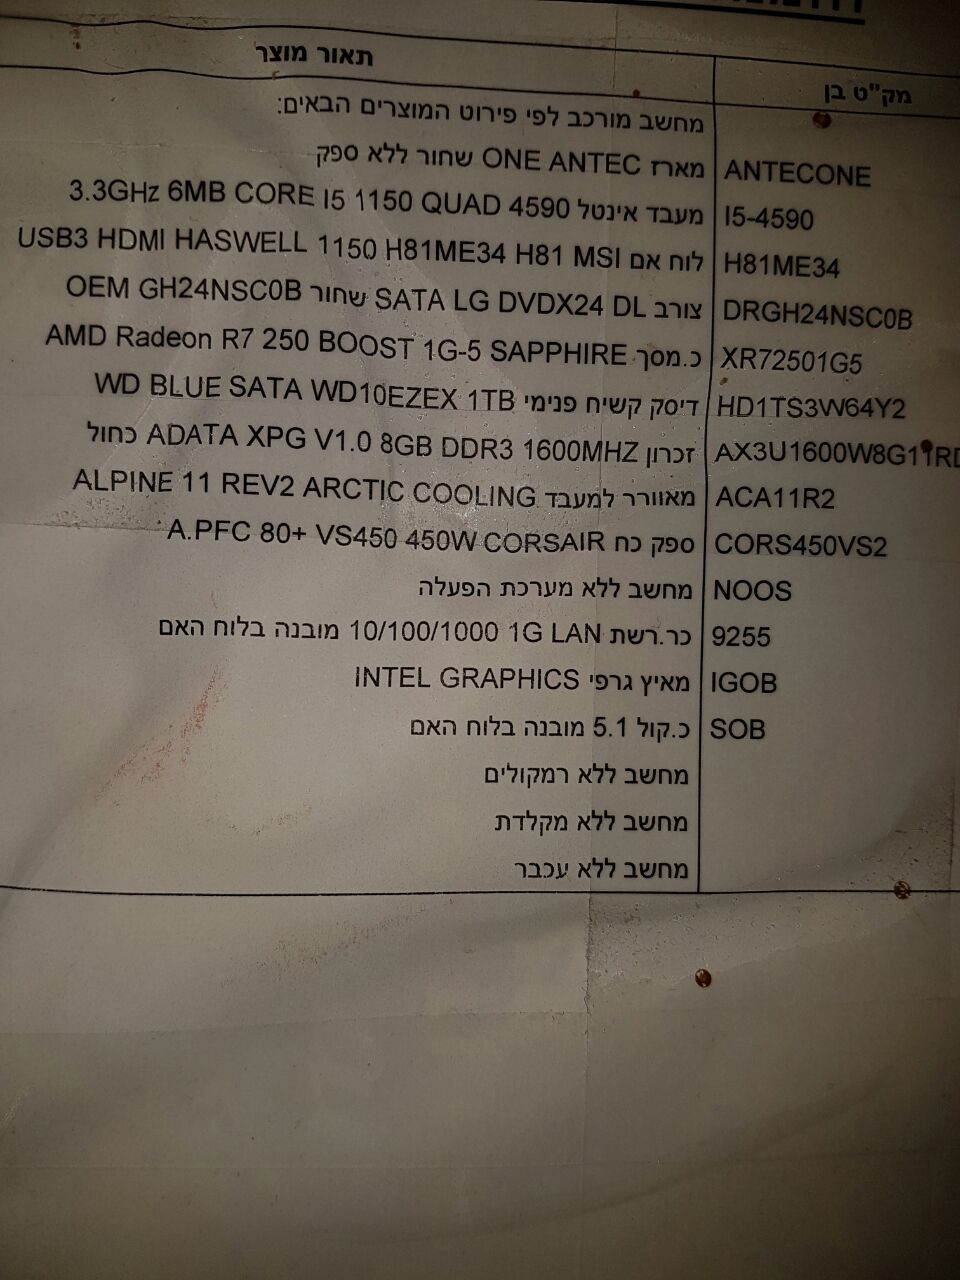 מק"ט בן תאור מוצר
מחשב מורכב לפי פירוט המוצרים הבאים:
ANTECONE מארז ONE ANTEC שחור ללא ספק
I5-4590 מעבד אינטל 3.3GHz 6MB CORE I5 1150 QUAD 4590
H81ME34 לוח אם USB3 HDMI HASWELL 1150 H81ME34 H81 MSI
DRGH24NSC0B צורב SATA LG DVDX24 DL שחור OEM GH24NSC0B
XR72501G5 כ.מסך AMD Radeon R7 250 BOOST 1G-5 SAPPHIRE
HD1TS3W64Y2 דיסק קשיח פנימי WD BLUE SATA WD10EZEX 1TB
זכרון ADATA XPG V1.0 8GB DDR3 1600MHZ כחול
ACA11R2 מאוורר למעבד ALPINE 11 REV2 ARCTIC COOLING
CORS450VS2 ספק כח A.PFC 80+ VS450 450W CORSAIR
NOOS מחשב ללא מערכת הפעלה
9255 כר.רשת 10/100/1000 1G LAN מובנה בלוח האם
IGOB מאיץ גרפי INTEL GRAPHICS
SOB כ.קול 5.1 מובנה בלוח האם
מחשב ללא רמקולים
מחשב ללא מקלדת
מחשב ללא עכבר